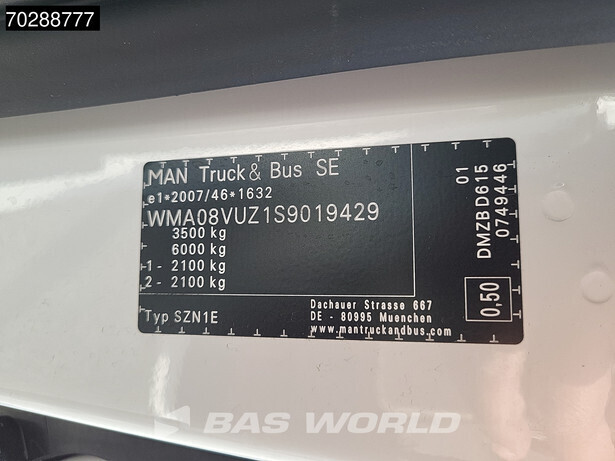 70288777
MAN Truck & Bus SE
e1*2007/46*1632
WMA08VUZ1S9019429
3500 kg
6000 kg
1 - 2100 kg
2 - 2100 kg
Typ SZN1E
Dachauer Strasse 667
DE - 80995 Muenchen
www.mantruckandbus.com
01
DMZBD615
0749446
0,50
BAS WORLD